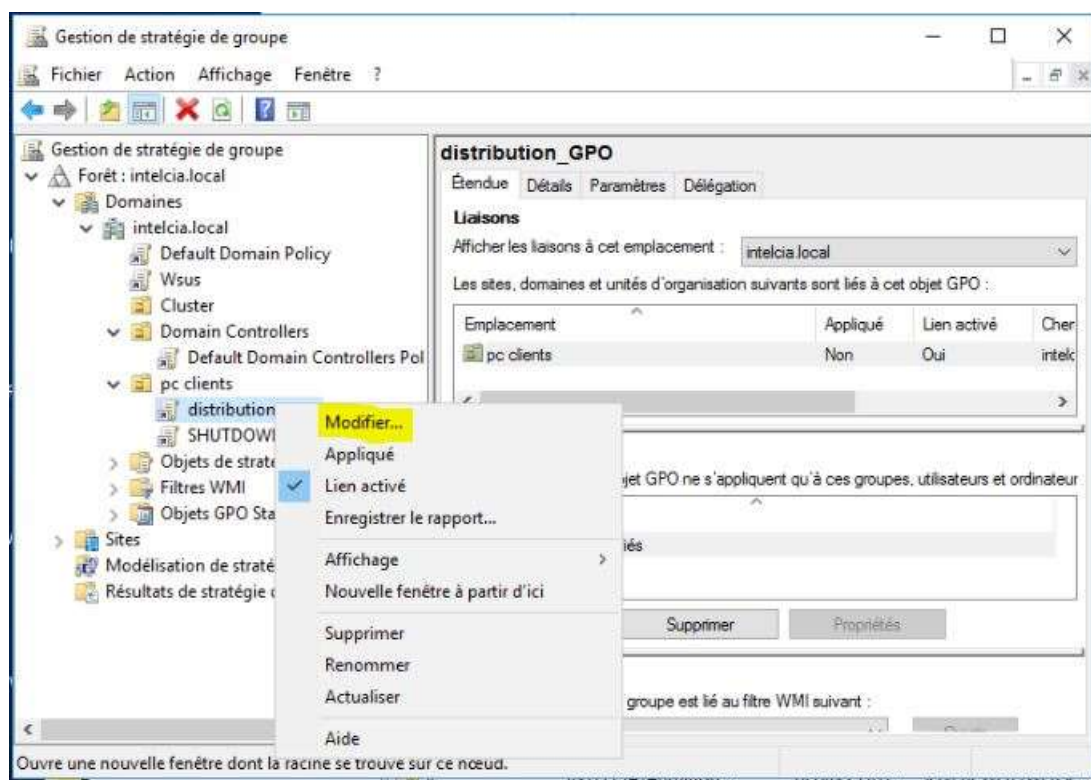 Gestion de stratégie de groupe
Fichier Action Affichage Fenêtre ?
Gestion de stratégie de groupe
Forêt : intelcia.local
Domaines
intelcia.local
Default Domain Policy
Wsus
Cluster
Domain Controllers
Default Domain Controllers Pol
pc clients
distribution
SHUTDOW
Objets de strate
Filtres WMI
Objets GPO Sta
Sites
Modélisation de straté
Résultats de stratégie
distribution_GPO
Étendue Détails Paramètres Délégation
Liaisons
Afficher les liaisons à cet emplacement : intelcia.local
Les sites, domaines et unités d'organisation suivants sont liés à cet objet GPO :
Emplacement Appliqué Lien activé Cher
pc clients Non Oui intelc
Modifier...
Appliqué
Lien activé
Enregistrer le rapport...
Affichage
Nouvelle fenêtre à partir d'ici
Supprimer
Renommer
Actualiser
Aide
jet GPO ne s'appliquent qu'à ces groupes, utilisateurs et ordinateur
iés
Supprimer Propriétés
groupe est lié au filtre WMI suivant :
Ouvre une nouvelle fenêtre dont la racine se trouve sur ce nœud.